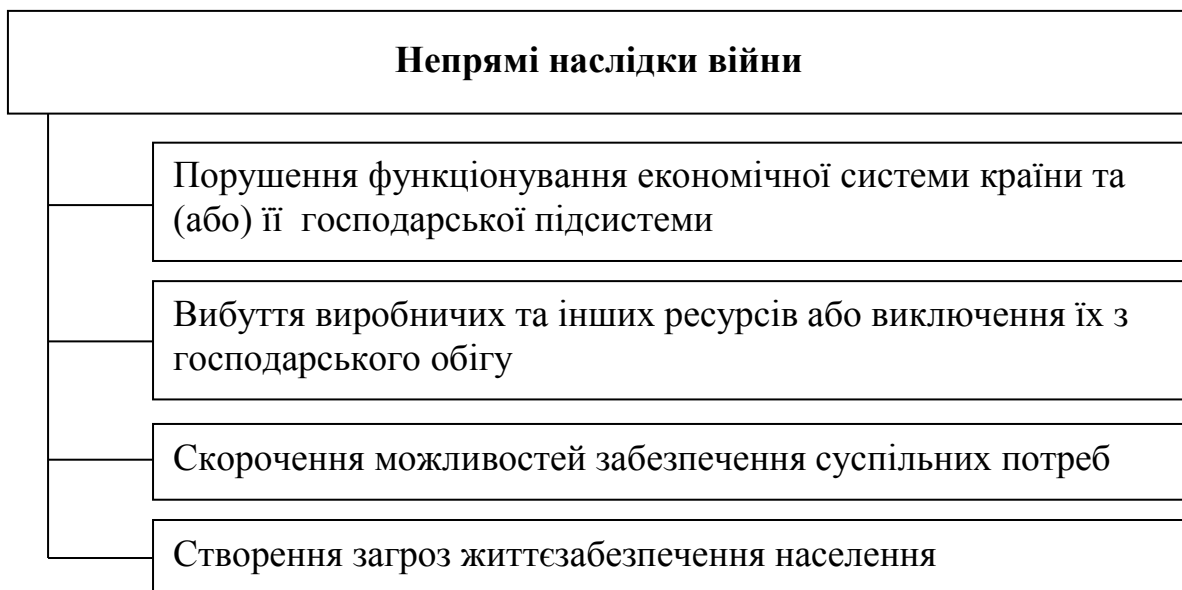 Непрямі наслідки війни
Порушення функціонування економічної системи країни та
(або) її господарської підсистеми
Вибуття виробничих та інших ресурсів або виключення їх з
господарського обігу
Скорочення можливостей забезпечення суспільних потреб
Створення загроз життєзабезпечення населення